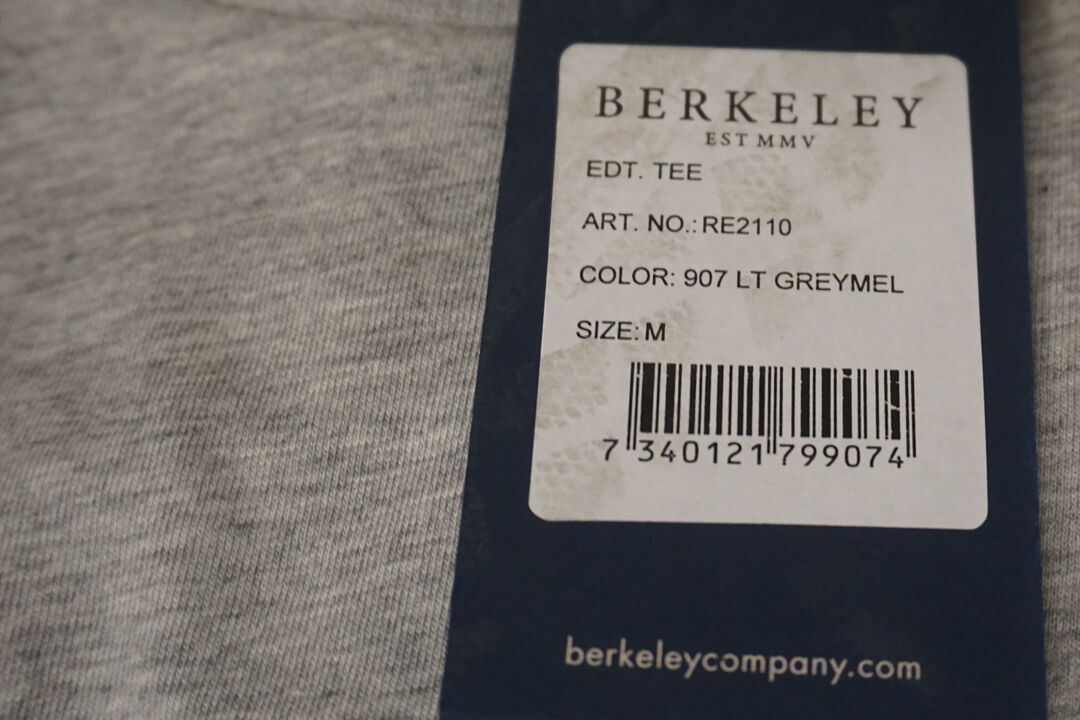 BERKELEY
EST MMV
EDT. TEE
ART. NO.: RE2110
COLOR: 907 LT GREYMEL
SIZE: M
7 340121 799074
berkeleycompany.com